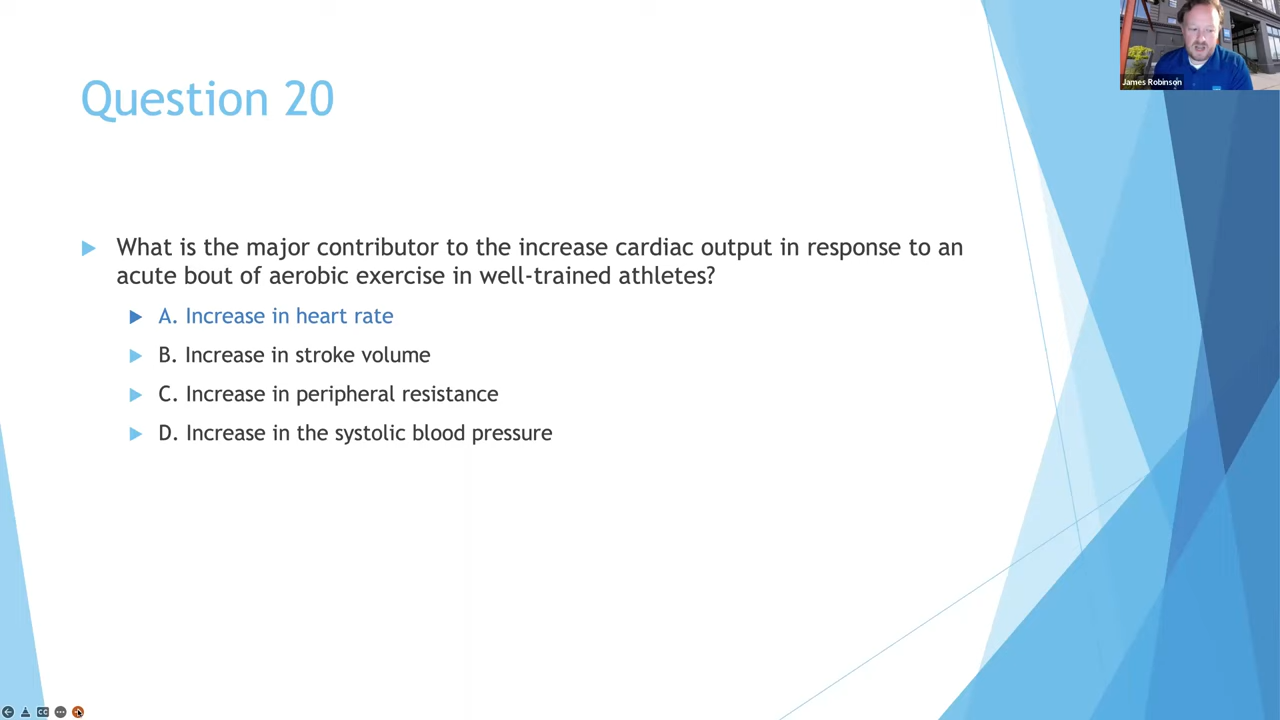 James Robinson
Question 20
What is the major contributor to the increase cardiac output in response to an
acute bout of aerobic exercise in well-trained athletes?
A. Increase in heart rate
B. Increase in stroke volume
C. Increase in peripheral resistance
D. Increase in the systolic blood pressure
CC